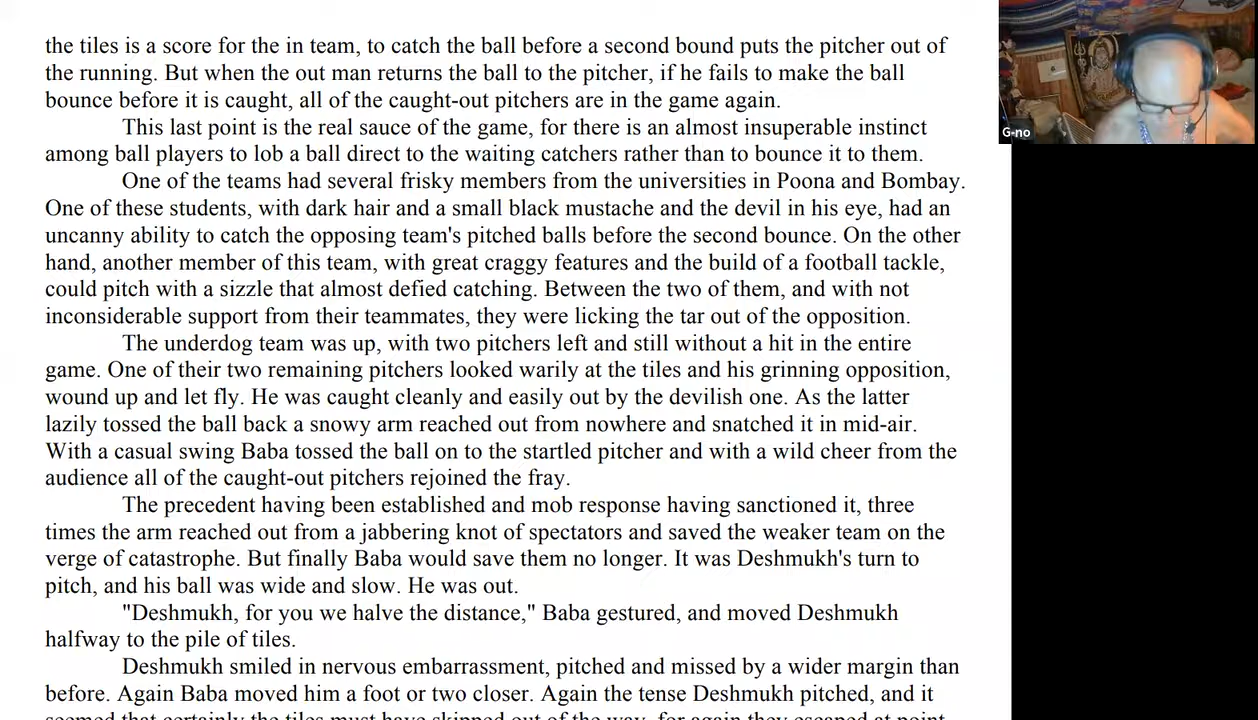 the tiles is a score for the in team, to catch the ball before a second bound puts the pitcher out of
the running. But when the out man returns the ball to the pitcher, if he fails to make the ball
bounce before it is caught, all of the caught-out pitchers are in the game again.
This last point is the real sauce of the game, for there is an almost insuperable instinct
among ball players to lob a ball direct to the waiting catchers rather than to bounce it to them.
One of the teams had several frisky members from the universities in Poona and Bombay.
One of these students, with dark hair and a small black mustache and the devil in his eye, had an
uncanny ability to catch the opposing team's pitched balls before the second bounce. On the other
hand, another member of this team, with great craggy features and the build of a football tackle,
could pitch with a sizzle that almost defied catching. Between the two of them, and with not
inconsiderable support from their teammates, they were licking the tar out of the opposition.
The underdog team was up, with two pitchers left and still without a hit in the entire
game. One of their two remaining pitchers looked warily at the tiles and his grinning opposition,
wound up and let fly. He was caught cleanly and easily out by the devilish one. As the latter
lazily tossed the ball back a snowy arm reached out from nowhere and snatched it in mid-air.
With a casual swing Baba tossed the ball on to the startled pitcher and with a wild cheer from the
audience all of the caught-out pitchers rejoined the fray.
The precedent having been established and mob response having sanctioned it, three
times the arm reached out from a jabbering knot of spectators and saved the weaker team on the
verge of catastrophe. But finally Baba would save them no longer. It was Deshmukh's turn to
pitch, and his ball was wide and slow. He was out.
"Deshmukh, for you we halve the distance," Baba gestured, and moved Deshmukh
halfway to the pile of tiles.
Deshmukh smiled in nervous embarrassment, pitched and missed by a wider margin than
before. Again Baba moved him a foot or two closer. Again the tense Deshmukh pitched, and it
seemed that certainly the tiles must have skipped out of the way, for again they escaped at point
G-no